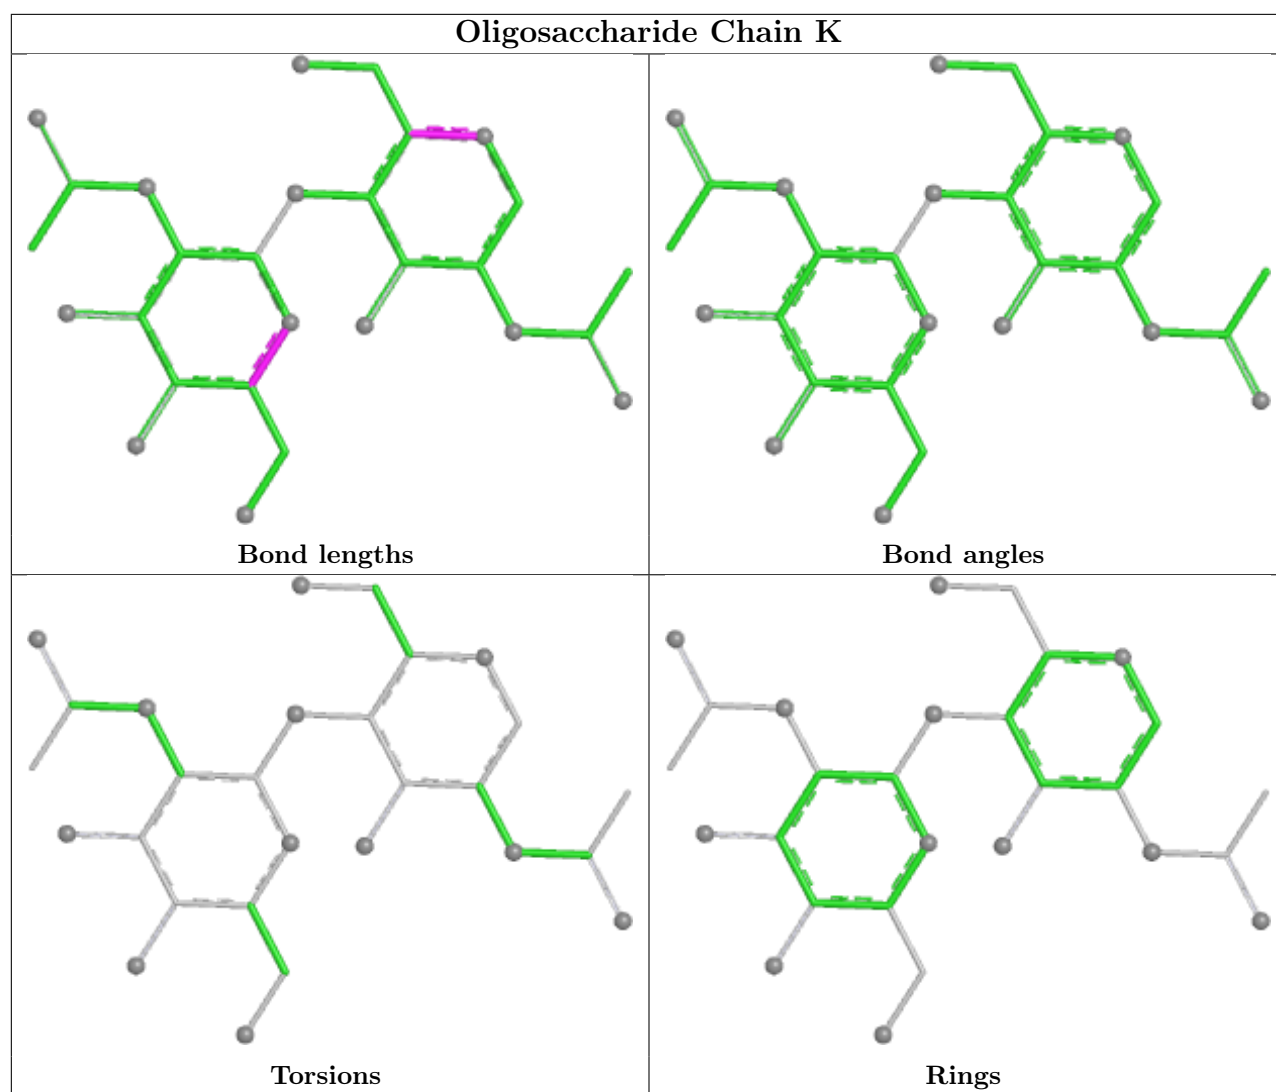 Oligosaccharide Chain K
Bond lengths
Bond angles
Torsions
Rings